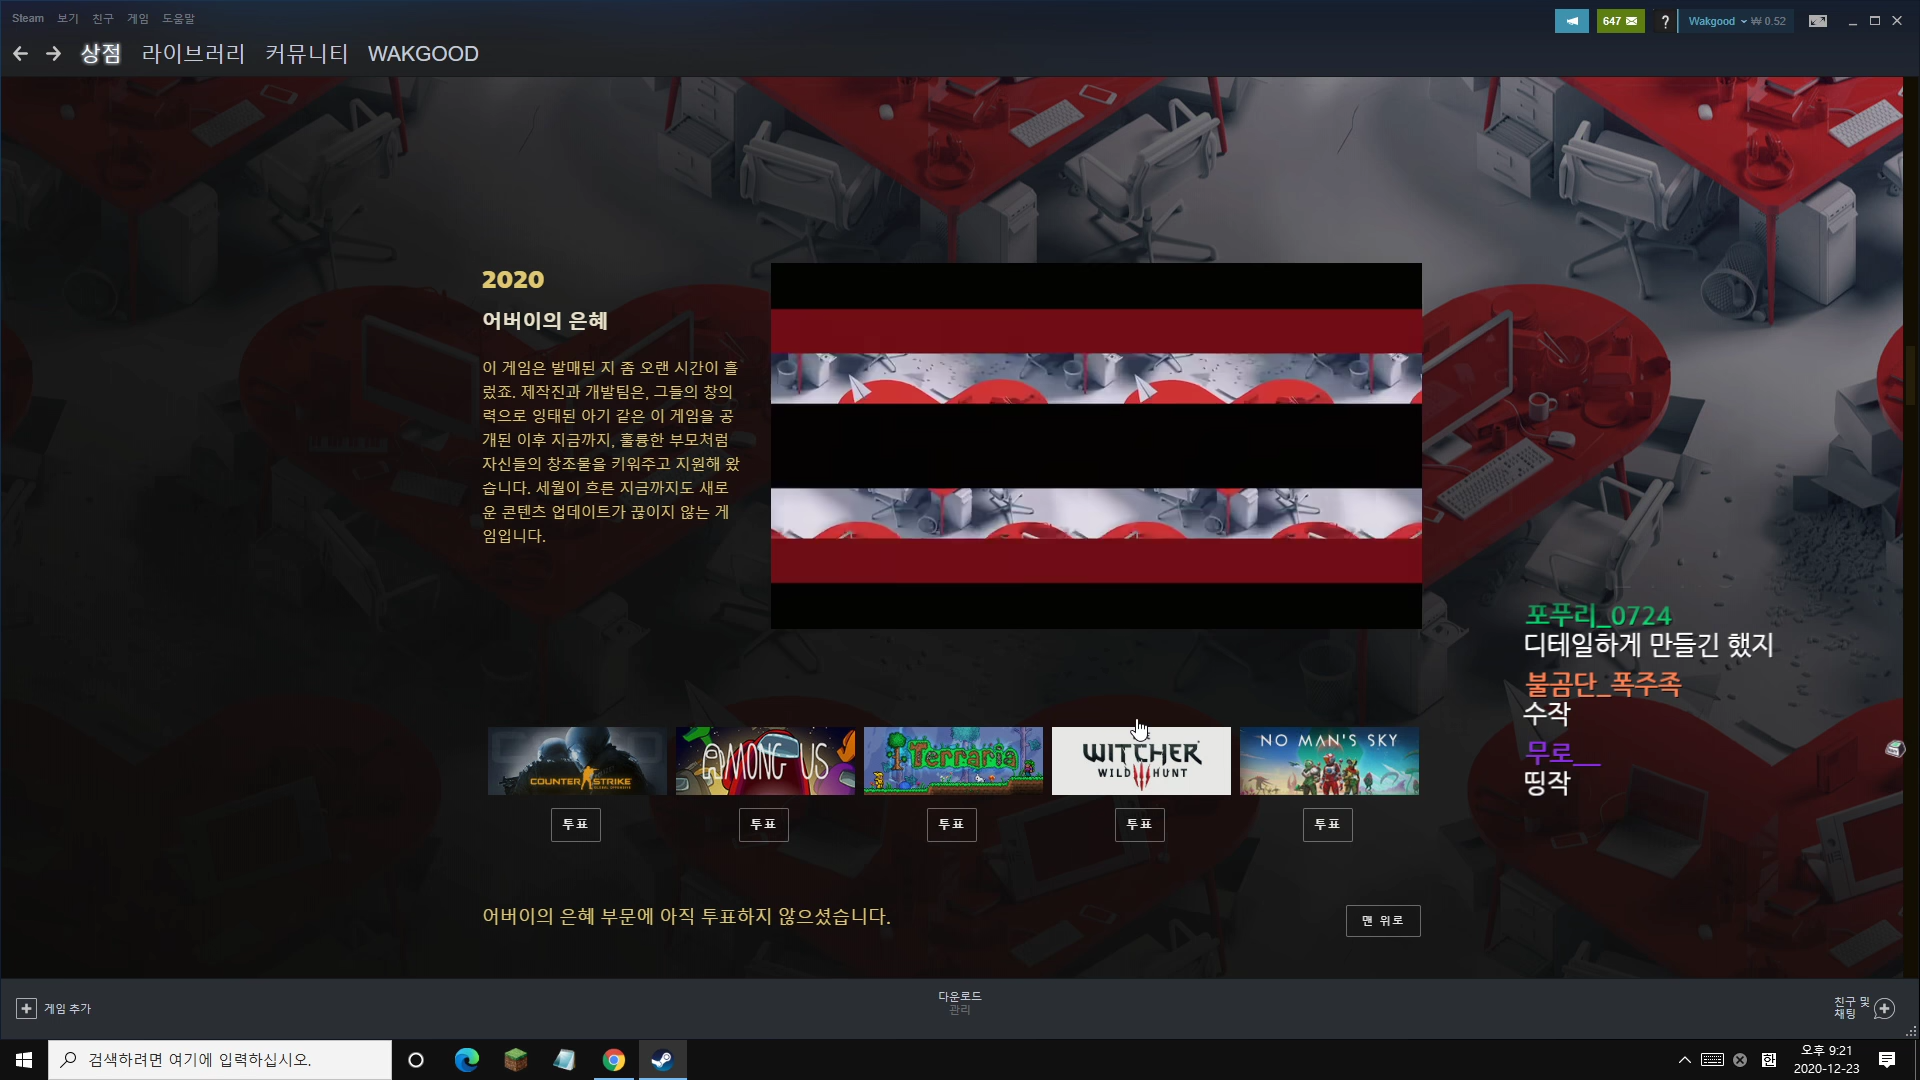 Steam 보기 친구 게임 도움말
647
?
Wakgood ₩ 0.52
상점 라이브러리 커뮤니티 WAKGOOD
2020
어버이의 은혜
이 게임은 발매된 지 좀 오랜 시간이 흘
렀죠. 제작진과 개발팀은, 그들의 창의
력으로 잉태된 아기 같은 이 게임을 공
개된 이후 지금까지, 훌륭한 부모처럼
자신들의 창조물을 키워주고 지원해 왔
습니다. 세월이 흐른 지금까지도 새로
운 콘텐츠 업데이트가 끊이지 않는 게
임입니다.
포푸리_0724
디테일하게 만들긴 했지
불곰단_폭주족
수작
무로__
띵작
COUNTER STRIKE
AMONG US
Terraria
WITCHER
WILD HUNT
NO MAN'S SKY
투표
투표
투표
투표
투표
어버이의 은혜 부문에 아직 투표하지 않으셨습니다.
맨 위로
게임 추가
다운로드
관리
친구 및
채팅
검색하려면 여기에 입력하십시오.
한
오후 9:21
2020-12-23